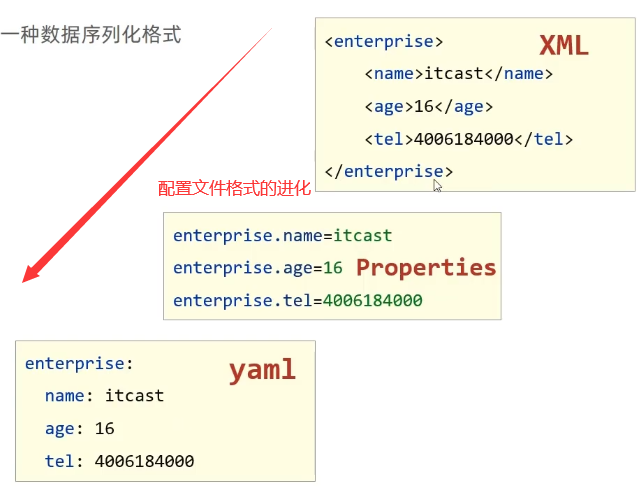 一种数据序列化格式
<enterprise>
XML
<name>itcast</name>
<age>16</age>
<tel>4006184000</tel>
</enterprise>
配置文件格式的进化
enterprise.name=itcast
enterprise.age=16
Properties
enterprise.tel=4006184000
enterprise:
yaml
name: itcast
age: 16
tel: 4006184000